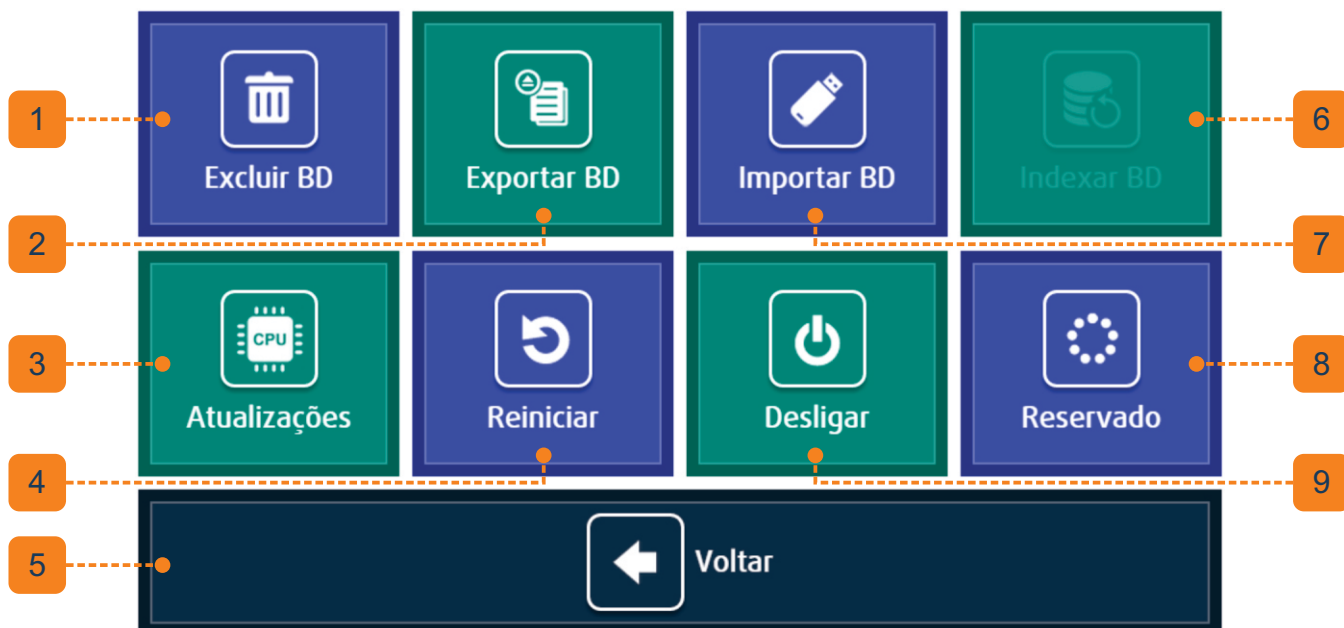 1
Excluir BD
Exportar BD
Importar BD
Indexar BD
6
2
7
3
CPU
Atualizações
Reiniciar
Desligar
Reservado
8
4
9
5
Voltar